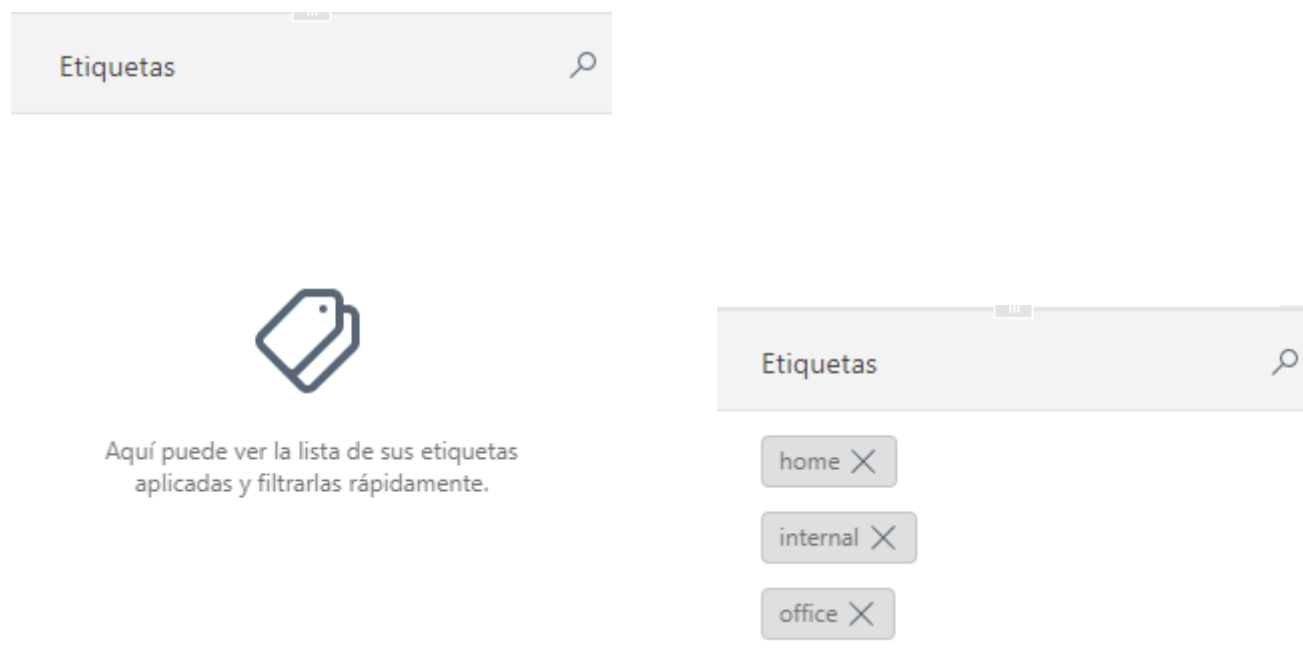 Etiquetas
Aquí puede ver la lista de sus etiquetas
aplicadas y filtrarlas rápidamente.
Etiquetas
home
internal
office